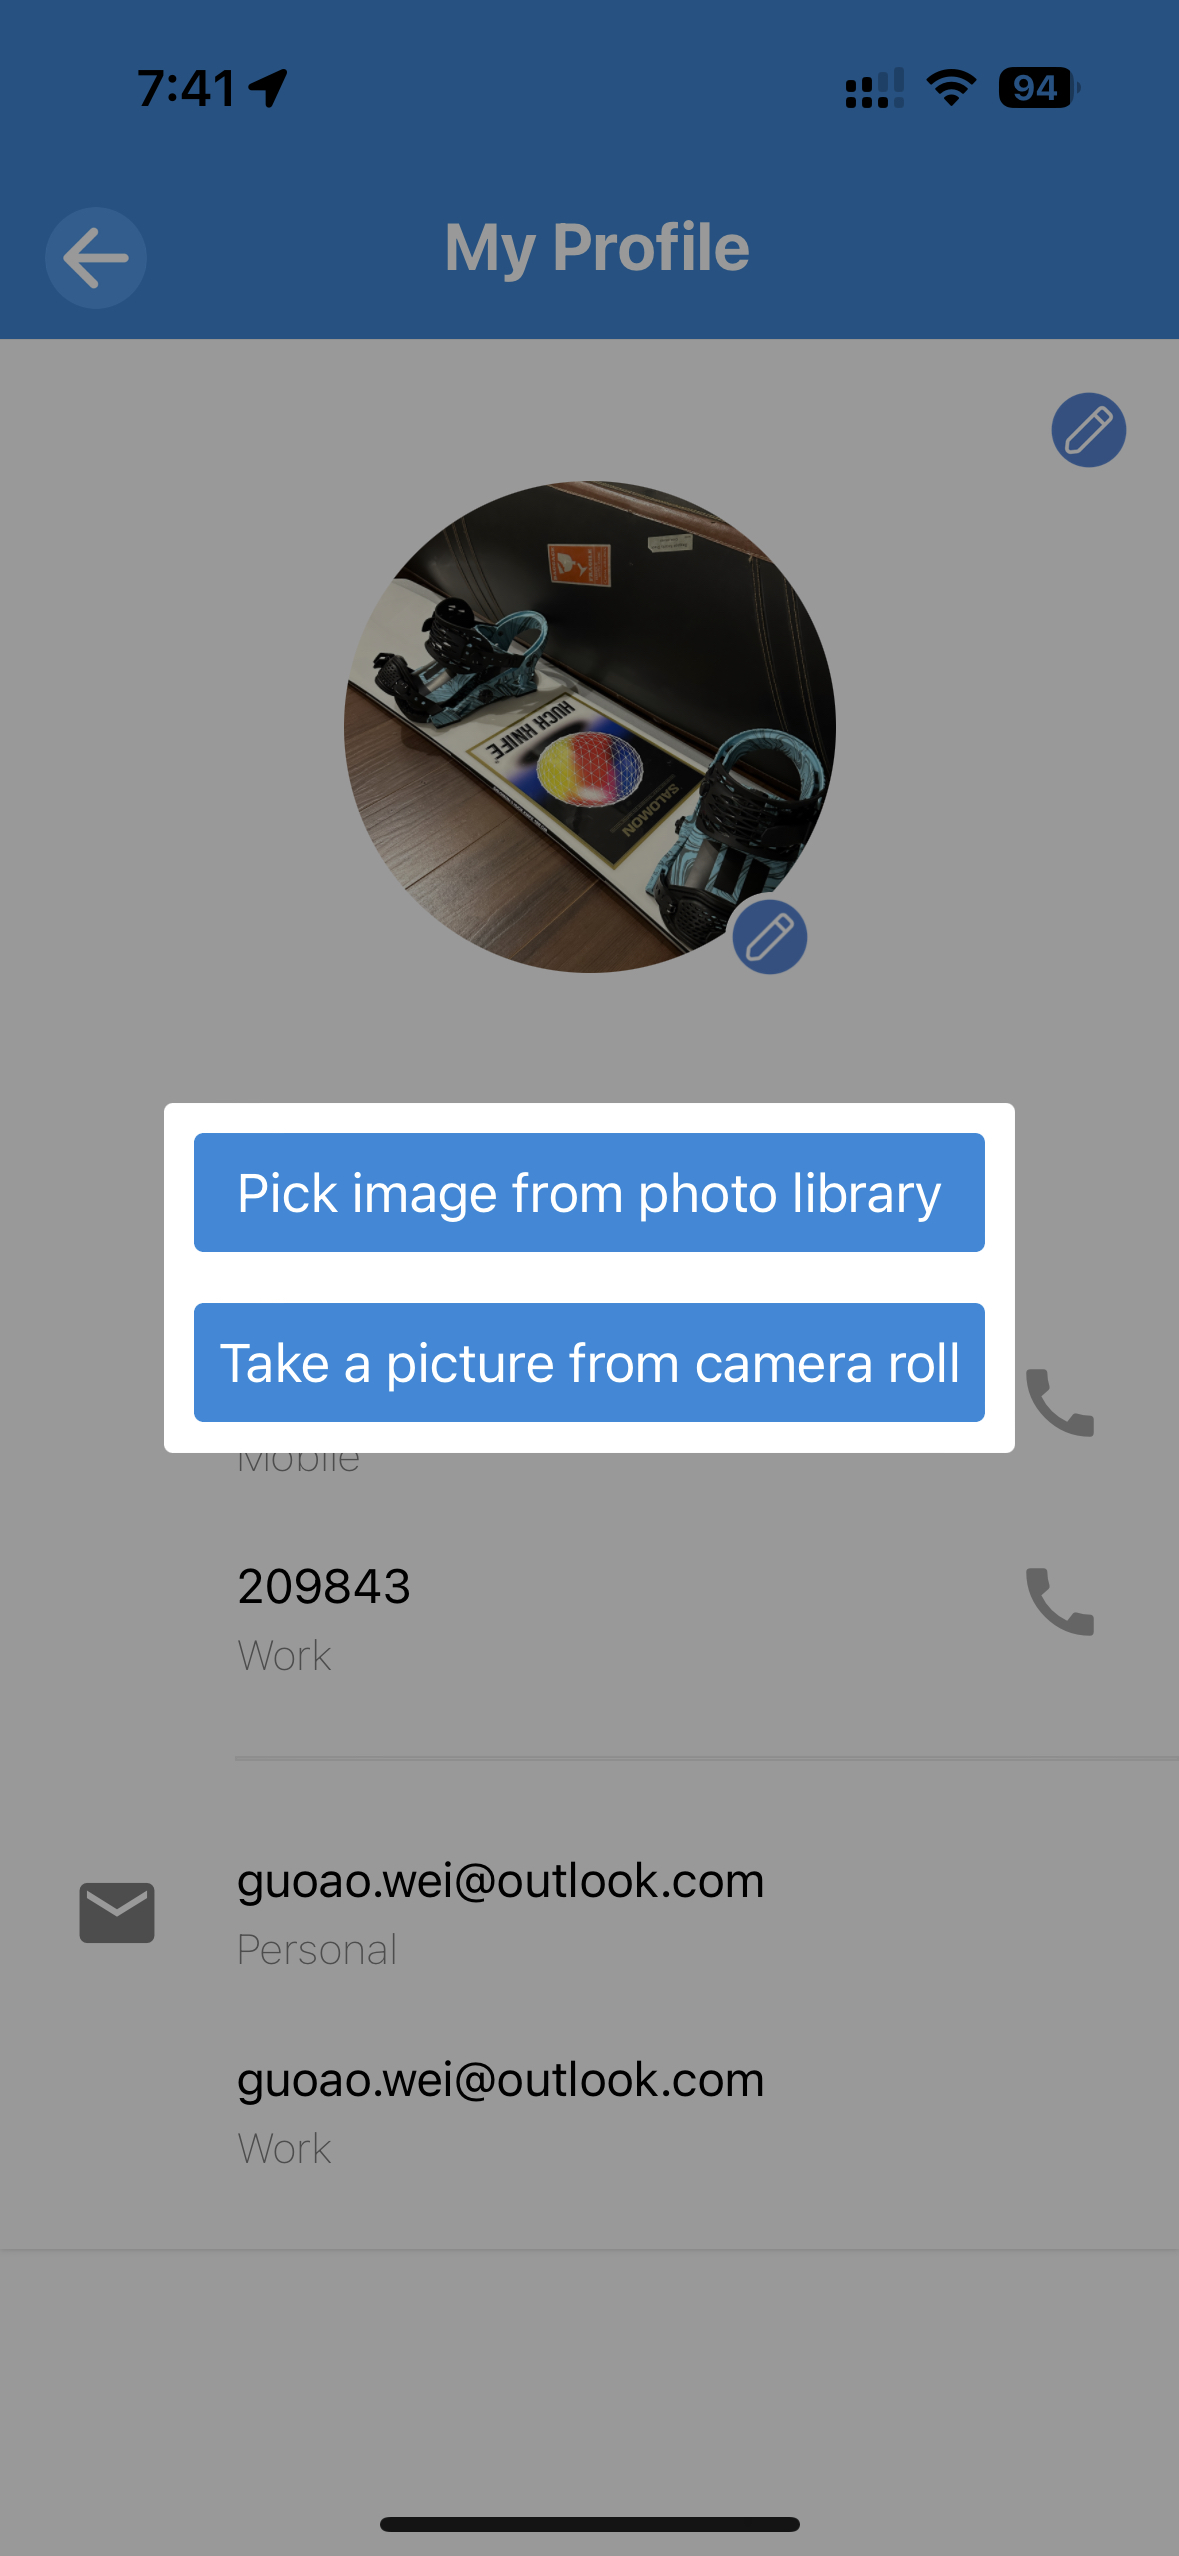 7:41
94
My Profile
HUCK KNIFE
SALOMON
Pick image from photo library
Take a picture from camera roll
Mobile
209843
Work
guoao.wei@outlook.com
Personal
guoao.wei@outlook.com
Work